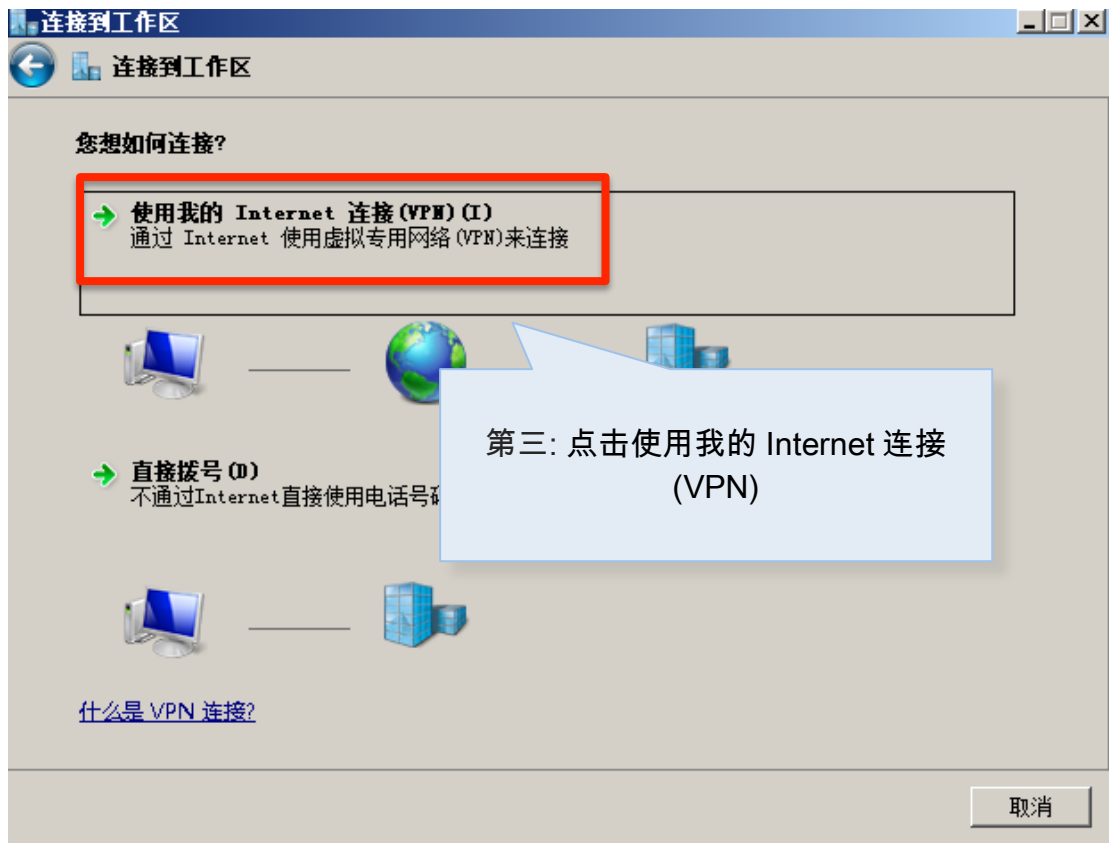 连接到工作区
连接到工作区
您想如何连接?
使用我的 Internet 连接(VPN)(I)
通过 Internet 使用虚拟专用网络(VPN)来连接
第三: 点击使用我的 Internet 连接
(VPN)
直接拨号(D)
不通过Internet直接使用电话号
什么是 VPN 连接?
取消